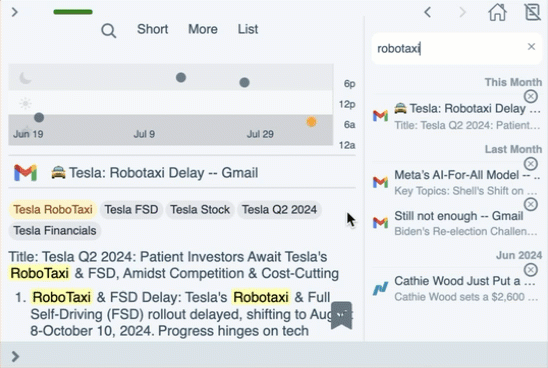 Short More List
6p
12p
6a
12a
Jun 19 Jul 9 Jul 29
🚖 Tesla: Robotaxi Delay -- Gmail
Tesla RoboTaxi Tesla FSD Tesla Stock Tesla Q2 2024
Tesla Financials
Title: Tesla Q2 2024: Patient Investors Await Tesla's
RoboTaxi & FSD, Amidst Competition & Cost-Cutting
1. RoboTaxi & FSD Delay: Tesla's Robotaxi & Full
Self-Driving (FSD) rollout delayed, shifting to
8-October 10, 2024. Progress hinges on tech
robotaxi
This Month
🚖 Tesla: Robotaxi Delay ...
Title: Tesla Q2 2024: Patient...
Last Month
Meta's AI-For-All Model -- ...
Key Topics: Shell's Shift on ...
Still not enough -- Gmail
Biden's Re-election Challen...
Jun 2024
Cathie Wood Just Put a ...
Cathie Wood sets a $2,600 ...